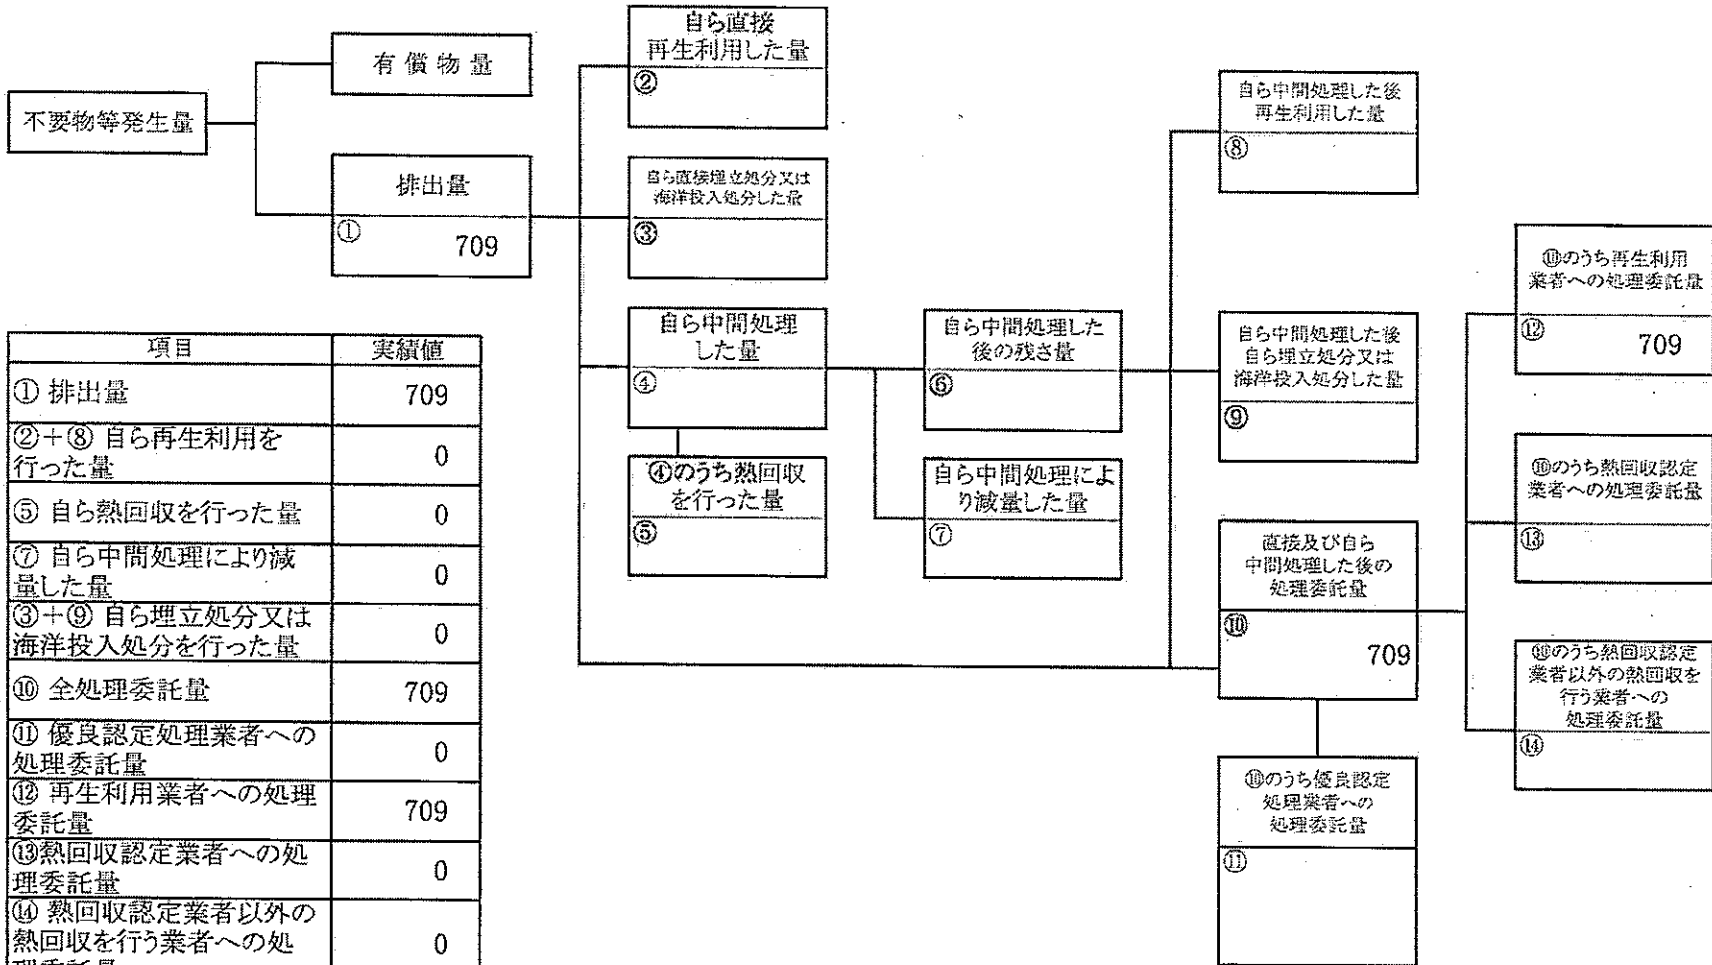 不要物等発生量
有償物量
排出量
①
709
自ら直接
再生利用した量
②
自ら直接埋立処分又は
海洋投入処分した量
③
自ら中間処理
した量
④
④のうち熱回収
を行った量
⑤
自ら中間処理した
後の残さ量
⑥
自ら中間処理によ
り減量した量
⑦
自ら中間処理した後
再生利用した量
⑧
自ら中間処理した後
自ら埋立処分又は
海洋投入処分した量
⑨
直接及び自ら
中間処理した後の
処理委託量
⑩
709
⑩のうち優良認定
処理業者への
処理委託量
⑪
⑩のうち再生利用
業者への処理委託量
⑫
709
⑩のうち熱回収認定
業者への処理委託量
⑬
⑩のうち熱回収認定
業者以外の熱回収を
行う業者への
処理委託量
⑭
項目 実績値
① 排出量 709
②+⑧ 自ら再生利用を
行った量 0
⑤ 自ら熱回収を行った量 0
⑦ 自ら中間処理により減
量した量 0
③+⑨ 自ら埋立処分又は
海洋投入処分を行った量 0
⑩ 全処理委託量 709
⑪ 優良認定処理業者への
処理委託量 0
⑫ 再生利用業者への処理
委託量 709
⑬熱回収認定業者への処
理委託量 0
⑭ 熱回収認定業者以外の
熱回収を行う業者への処 0
理委託量